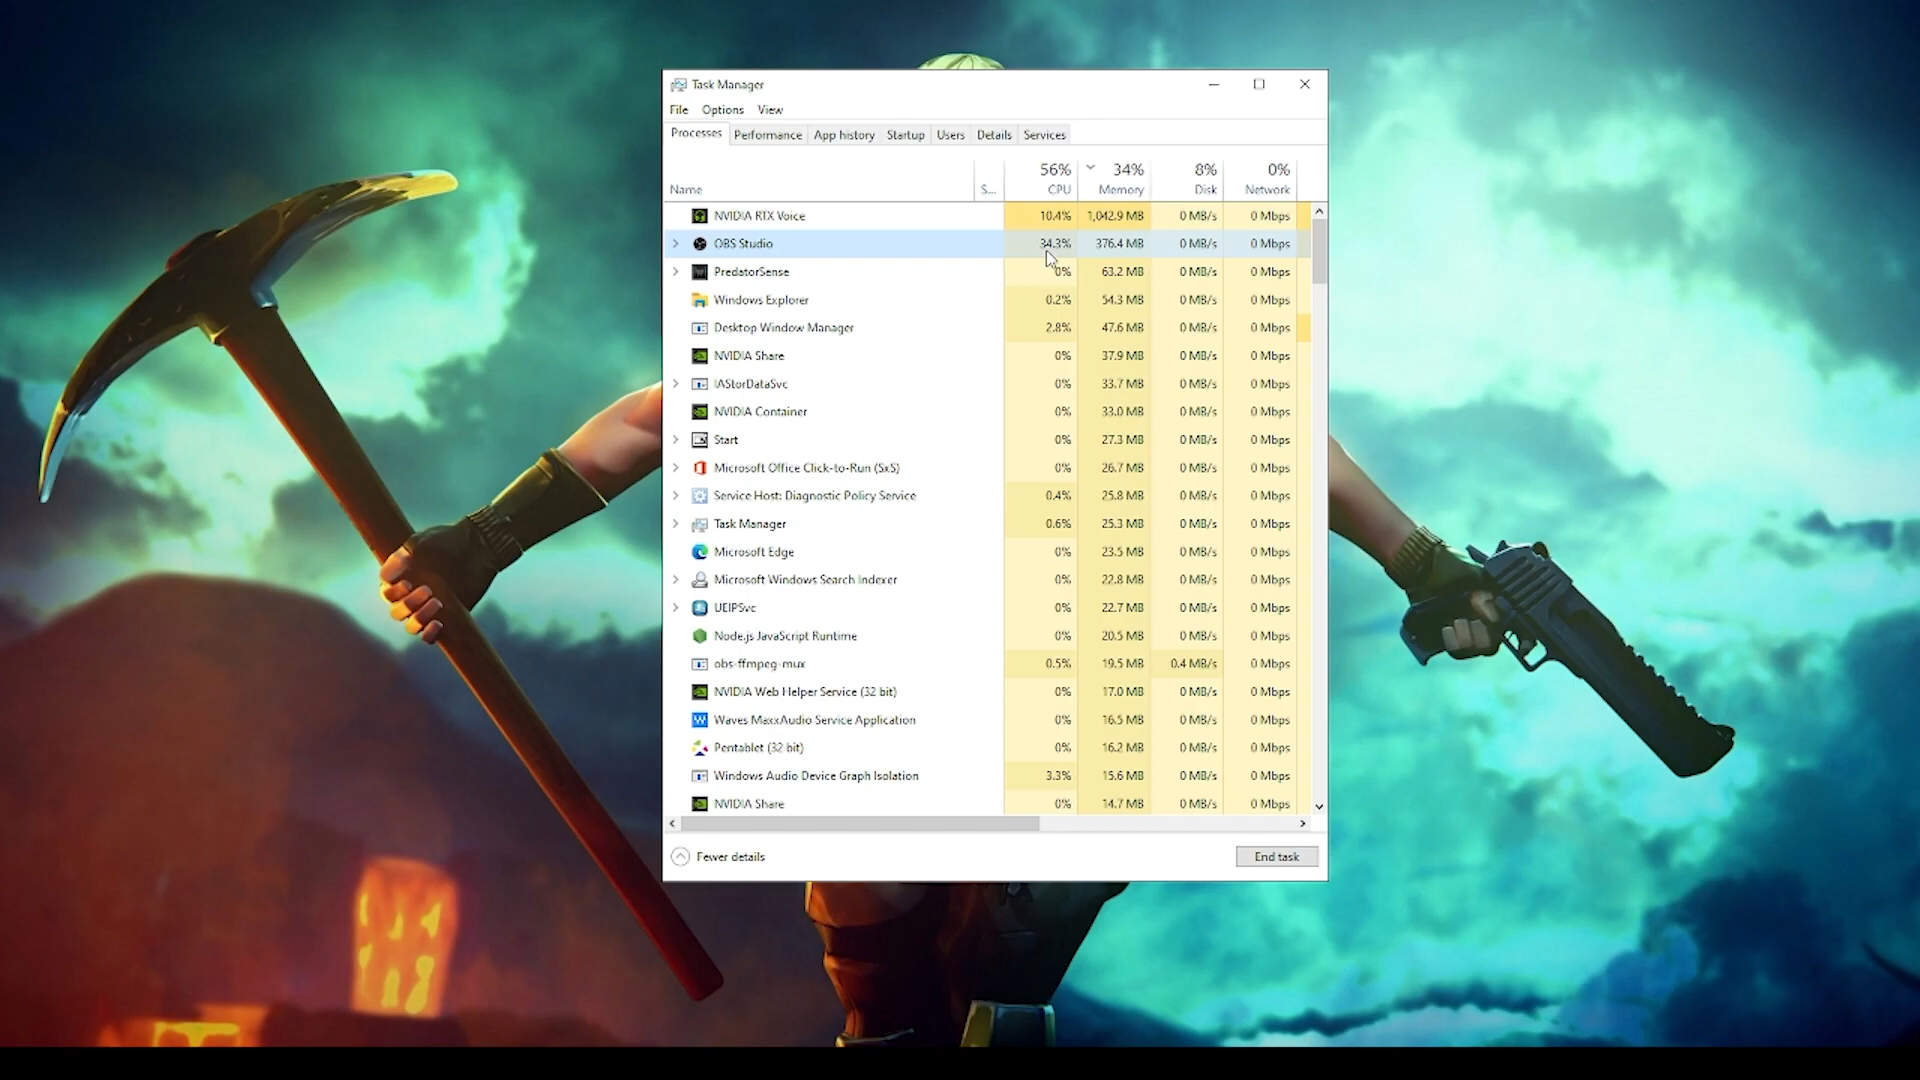 Task Manager
File Options View
Processes Performance App history Startup Users Details Services
56% 34% 8% 0%
Name S... CPU Memory Disk Network
NVIDIA RTX Voice 10.4% 1,042.9 MB 0 MB/s 0 Mbps
OBS Studio 34.3% 376.4 MB 0 MB/s 0 Mbps
PredatorSense 0% 63.2 MB 0 MB/s 0 Mbps
Windows Explorer 0.2% 54.3 MB 0 MB/s 0 Mbps
Desktop Window Manager 2.8% 47.6 MB 0 MB/s 0 Mbps
NVIDIA Share 0% 37.9 MB 0 MB/s 0 Mbps
IAStorDataSvc 0% 33.7 MB 0 MB/s 0 Mbps
NVIDIA Container 0% 33.0 MB 0 MB/s 0 Mbps
Start 0% 27.3 MB 0 MB/s 0 Mbps
Microsoft Office Click-to-Run (SxS) 0% 26.7 MB 0 MB/s 0 Mbps
Service Host: Diagnostic Policy Service 0.4% 25.8 MB 0 MB/s 0 Mbps
Task Manager 0.6% 25.3 MB 0 MB/s 0 Mbps
Microsoft Edge 0% 23.5 MB 0 MB/s 0 Mbps
Microsoft Windows Search Indexer 0% 22.8 MB 0 MB/s 0 Mbps
UEIPSvc 0% 22.7 MB 0 MB/s 0 Mbps
Node.js JavaScript Runtime 0% 20.5 MB 0 MB/s 0 Mbps
obs-ffmpeg-mux 0.5% 19.5 MB 0.4 MB/s 0 Mbps
NVIDIA Web Helper Service (32 bit) 0% 17.0 MB 0 MB/s 0 Mbps
Waves MaxxAudio Service Application 0% 16.5 MB 0 MB/s 0 Mbps
Pentablet (32 bit) 0% 16.2 MB 0 MB/s 0 Mbps
Windows Audio Device Graph Isolation 3.3% 15.6 MB 0 MB/s 0 Mbps
NVIDIA Share 0% 14.7 MB 0 MB/s 0 Mbps
Fewer details End task